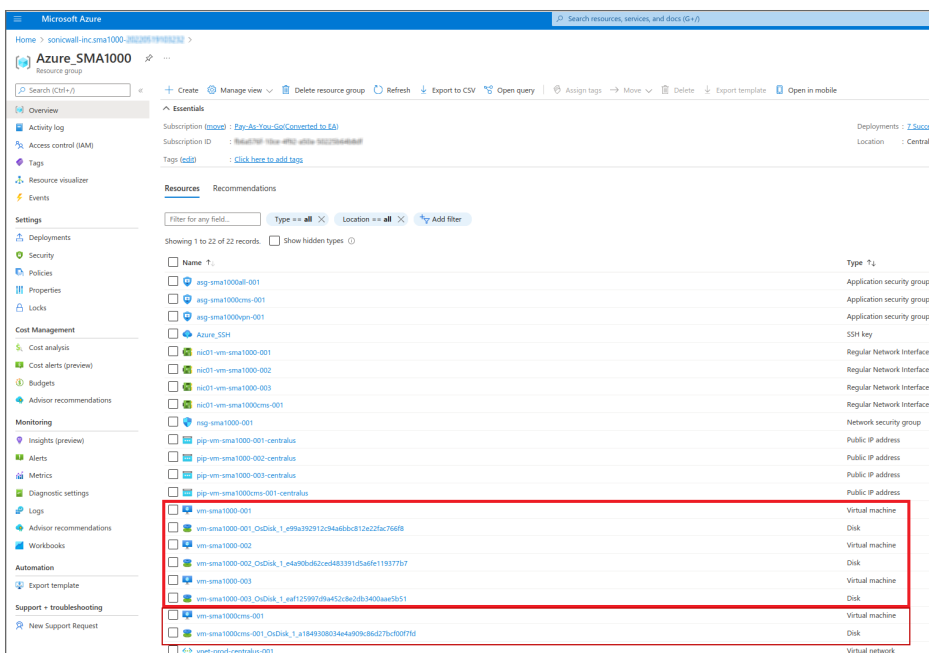 Microsoft Azure
Search resources, services, and docs (G+/)
Home > sonicwall-inc.sma1000-20220519103232 >
Azure_SMA1000
Resource group
Search (Ctrl+/)
Create Manage view Delete resource group Refresh Export to CSV Open query Assign tags Move Delete Export template Open in mobile
Overview
Activity log
Access control (IAM)
Tags
Resource visualizer
Events
Settings
Deployments
Security
Policies
Properties
Locks
Cost Management
Cost analysis
Cost alerts (preview)
Budgets
Advisor recommendations
Monitoring
Insights (preview)
Alerts
Metrics
Diagnostic settings
Logs
Advisor recommendations
Workbooks
Automation
Export template
Support + troubleshooting
New Support Request
Essentials
Subscription (move) : Pay-As-You-Go(Converted to EA)
Deployments : 7 Succ
Subscription ID :
Location : Central
Tags (edit) : Click here to add tags
Resources Recommendations
Filter for any field... Type == all Location == all Add filter
Showing 1 to 22 of 22 records. Show hidden types
Name Type
asg-sma1000all-001 Application security group
asg-sma1000cms-001 Application security group
asg-sma1000vpn-001 Application security group
Azure_SSH SSH key
nic01-vm-sma1000-001 Regular Network Interface
nic01-vm-sma1000-002 Regular Network Interface
nic01-vm-sma1000-003 Regular Network Interface
nic01-vm-sma1000cms-001 Regular Network Interface
nsg-sma1000-001 Network security group
pip-vm-sma1000-001-centralus Public IP address
pip-vm-sma1000-002-centralus Public IP address
pip-vm-sma1000-003-centralus Public IP address
pip-vm-sma1000cms-001-centralus Public IP address
vm-sma1000-001 Virtual machine
vm-sma1000-001_OsDisk_1_e99a392912c94a6bbc812e22fac766f8 Disk
vm-sma1000-002 Virtual machine
vm-sma1000-002_OsDisk_1_e4a90bd62ced483391d5a6fe119377b7 Disk
vm-sma1000-003 Virtual machine
vm-sma1000-003_OsDisk_1_eaf125997d9a452c8e2db3400aae5b51 Disk
vm-sma1000cms-001 Virtual machine
vm-sma1000cms-001_OsDisk_1_a1849308034e4a909c86d27bcf00f7fd Disk
vnet-prod-centralus-001 Virtual network